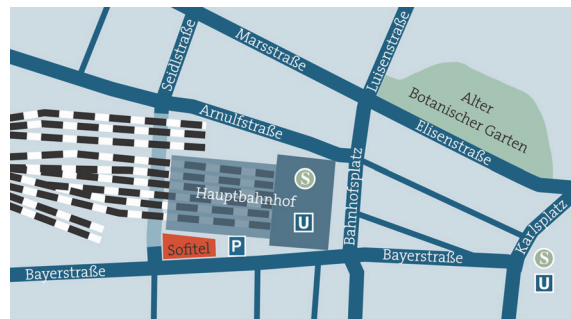 Seidlstraße
Marsstraße
Luisenstraße
Alter
Botanischer Garten
Arnulfstraße
Elisenstraße
Hauptbahnhof
S
U
Bahnhofsplatz
Karlsplatz
Sofitel
P
Bayerstraße
Bayerstraße
S
U